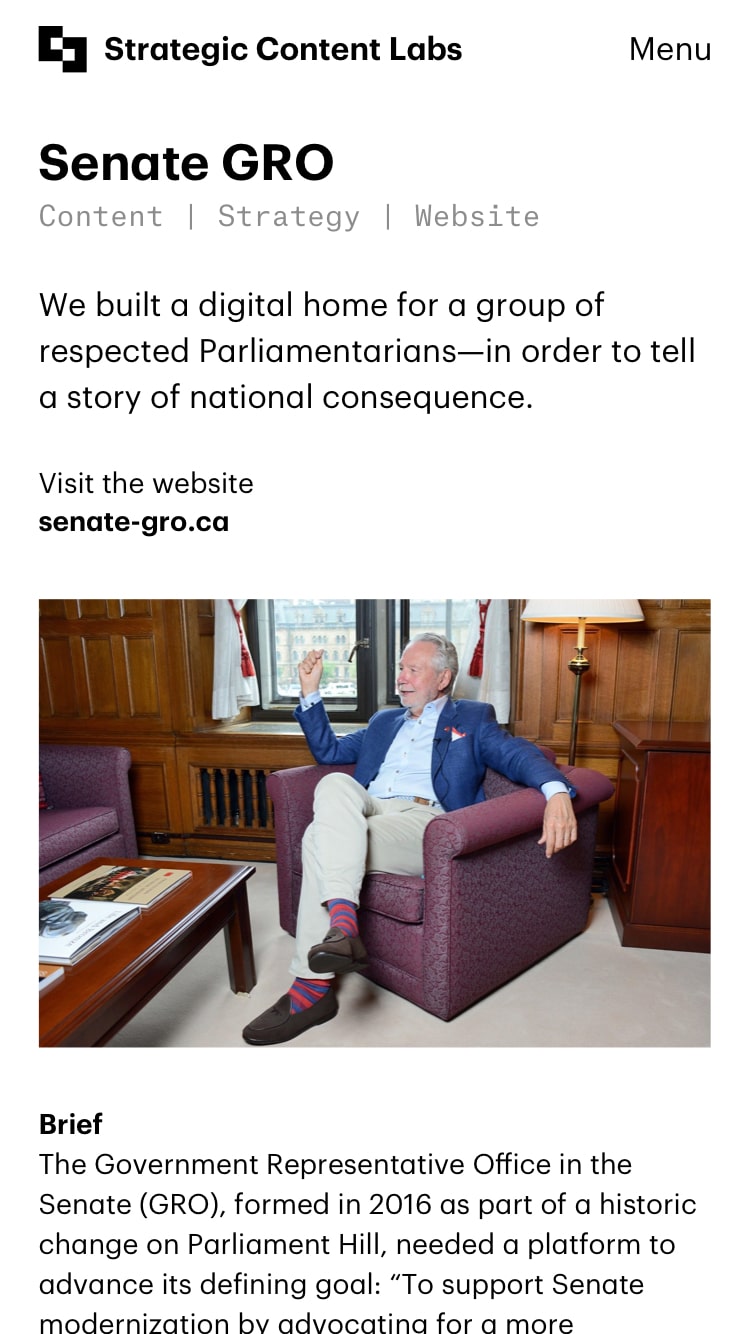 Strategic Content Labs
Menu
Senate GRO
Content | Strategy | Website
We built a digital home for a group of
respected Parliamentarians—in order to tell
a story of national consequence.
Visit the website
senate-gro.ca
Brief
The Government Representative Office in the
Senate (GRO), formed in 2016 as part of a historic
change on Parliament Hill, needed a platform to
advance its defining goal: “To support Senate
modernization by advocating for a more